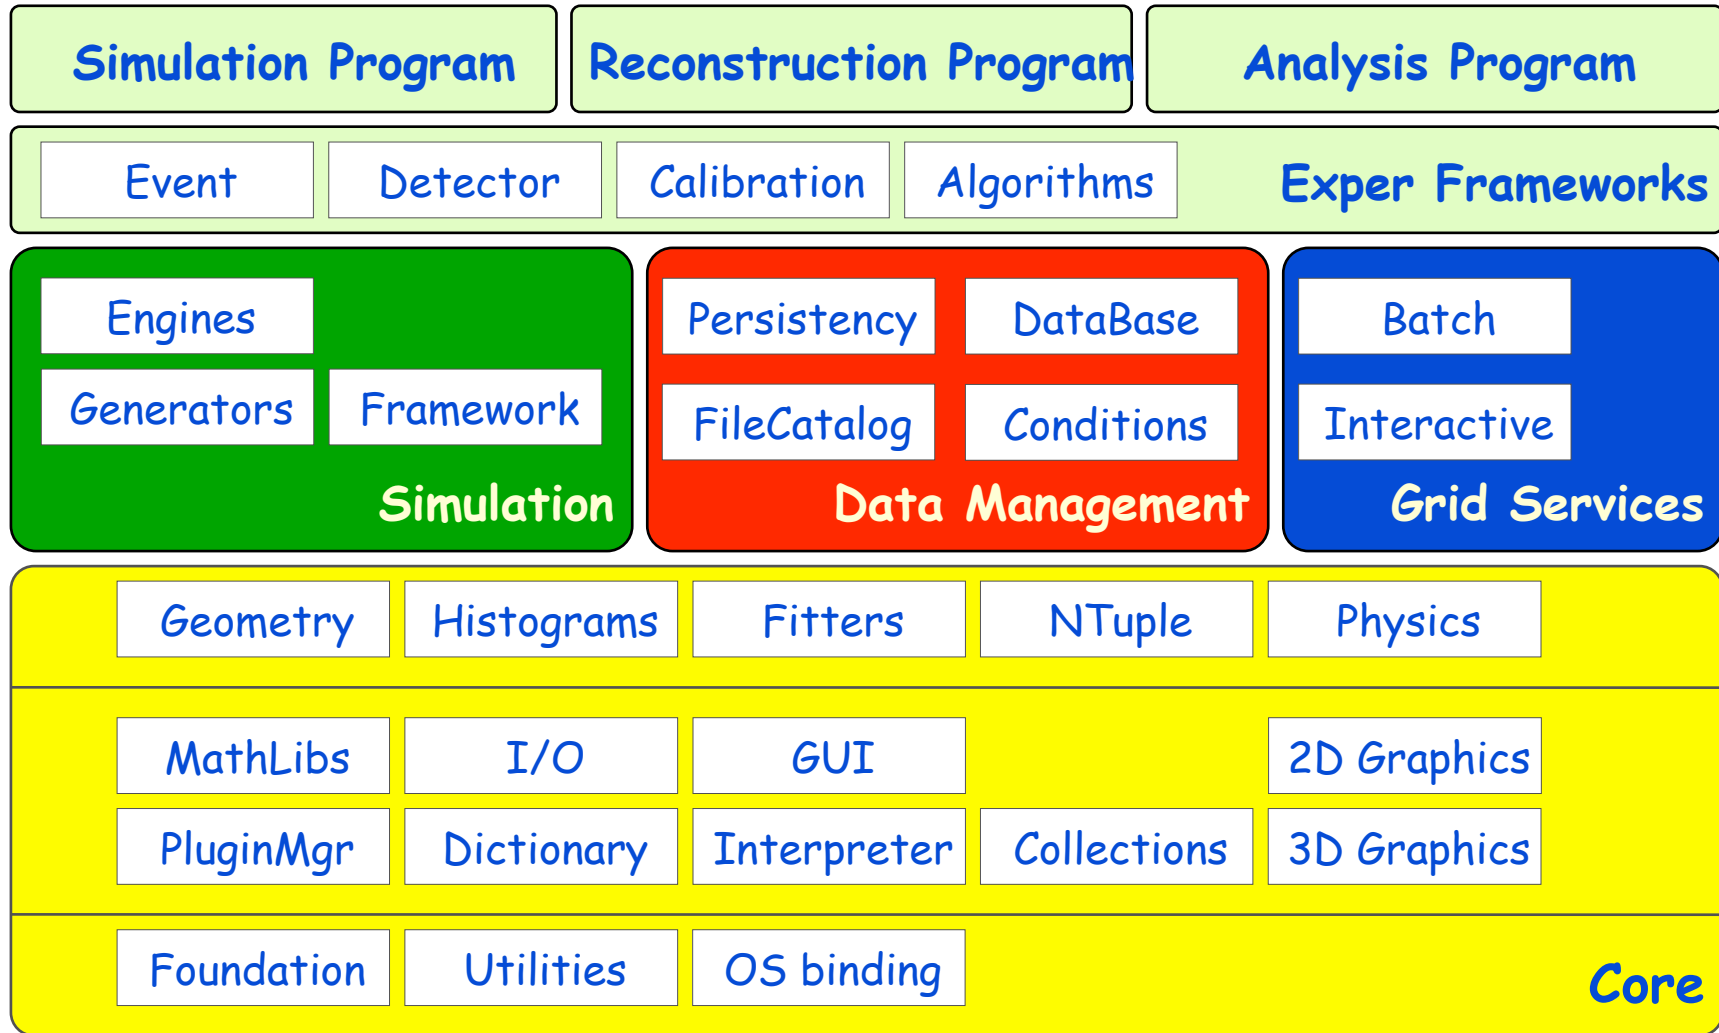 Simulation Program
Reconstruction Program
Analysis Program
Event
Detector
Calibration
Algorithms
Exper Frameworks
Engines
Generators
Framework
Simulation
Persistency
DataBase
FileCatalog
Conditions
Data Management
Batch
Interactive
Grid Services
Geometry
Histograms
Fitters
NTuple
Physics
MathLibs
I/O
GUI
2D Graphics
PluginMgr
Dictionary
Interpreter
Collections
3D Graphics
Foundation
Utilities
OS binding
Core